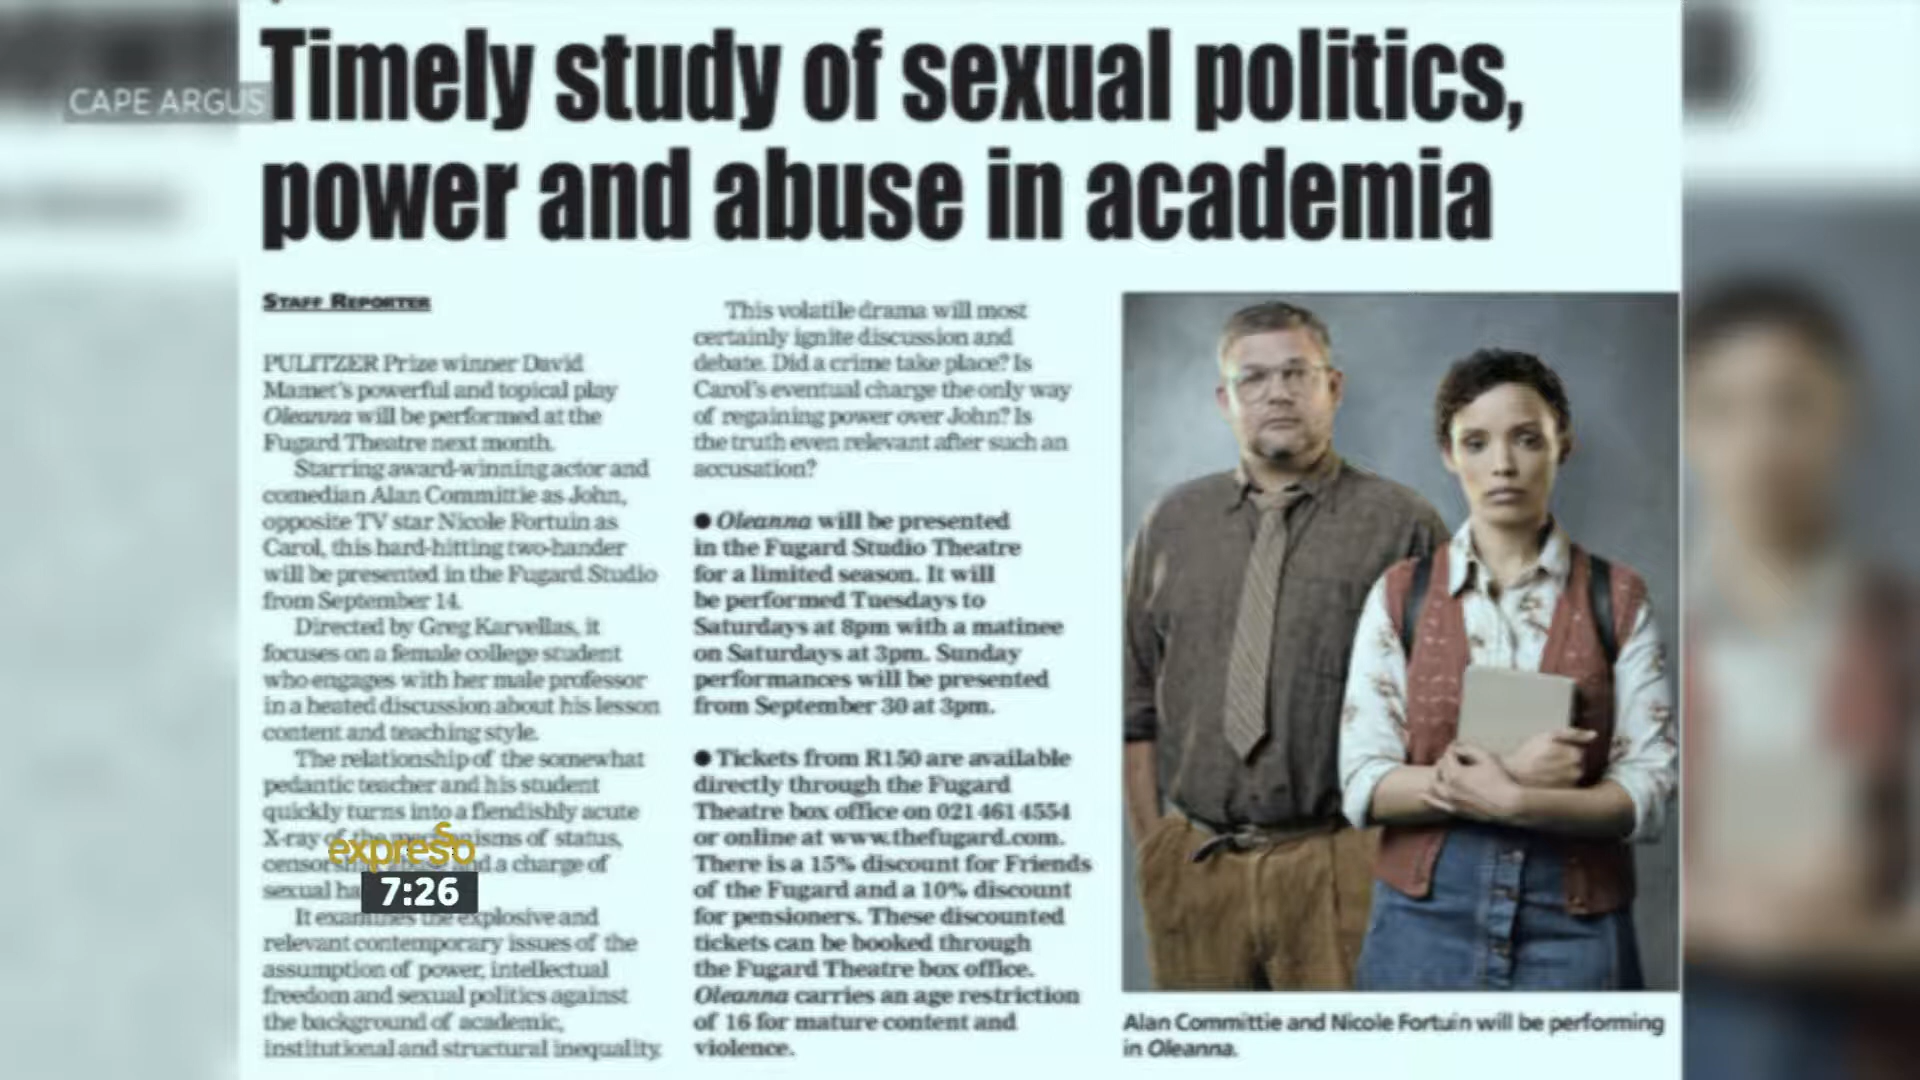 CAPE ARGUS
Timely study of sexual politics,
power and abuse in academia
STAFF REPORTER
PULITZER Prize winner David
Mamet's powerful and topical play
Oleanna will be performed at the
Fugard Theatre next month.
Starring award-winning actor and
comedian Alan Committie as John,
opposite TV star Nicole Fortuin as
Carol, this hard-hitting two-hander
will be presented in the Fugard Studio
from September 14.
Directed by Greg Karvellas, it
focuses on a female college student
who engages with her male professor
in a heated discussion about his lesson
content and teaching style.
The relationship of the somewhat
pedantic teacher and his student
quickly turns into a fiendishly acute
X-ray of the mechanisms of status,
and a charge of
sexual
It examines the explosive and
relevant contemporary issues of the
assumption of power, intellectual
freedom and sexual politics against
the background of academic,
institutional and structural inequality.
This volatile drama will most
certainly ignite discussion and
debate. Did a crime take place? Is
Carol's eventual charge the only way
of regaining power over John? Is
the truth even relevant after such an
accusation?
● Oleanna will be presented
in the Fugard Studio Theatre
for a limited season. It will
be performed Tuesdays to
Saturdays at 8pm with a matinee
on Saturdays at 3pm. Sunday
performances will be presented
from September 30 at 3pm.
● Tickets from R150 are available
directly through the Fugard
Theatre box office on 021 461 4554
or online at www.thefugard.com.
There is a 15% discount for Friends
of the Fugard and a 10% discount
for pensioners. These discounted
tickets can be booked through
the Fugard Theatre box office.
Oleanna carries an age restriction
of 16 for mature content and
violence.
Alan Committie and Nicole Fortuin will be performing
in Oleanna.
expresso
7:26